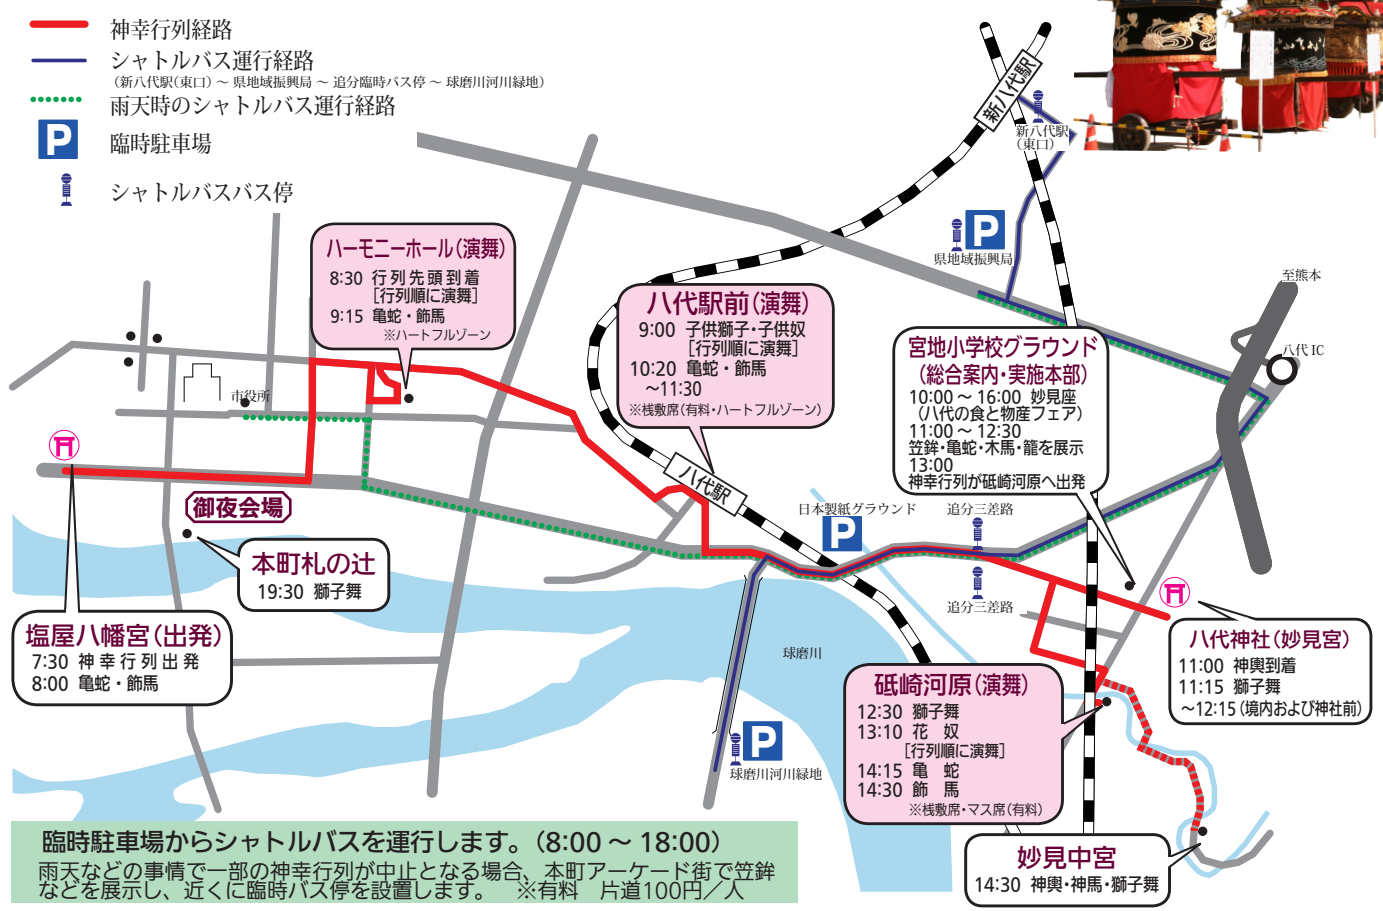 神幸行列経路
シャトルバス運行経路
（新八代駅（東口）～ 県地域振興局 ～ 追分臨時バス停 ～ 球磨川河川緑地）
雨天時のシャトルバス運行経路
P 臨時駐車場
シャトルバスバス停
新八代駅
新八代駅
（東口）
P
県地域振興局
至熊本
八代 IC
ハーモニーホール（演舞）
8:30 行列先頭到着
［行列順に演舞］
9:15 亀蛇・飾馬
※ハートフルゾーン
八代駅前（演舞）
9:00 子供獅子・子供奴
［行列順に演舞］
10:20 亀蛇・飾馬
～11:30
※桟敷席（有料・ハートフルゾーン）
宮地小学校グラウンド
（総合案内・実施本部）
10:00 ～ 16:00 妙見座
（八代の食と物産フェア）
11:00 ～ 12:30
笠鉾・亀蛇・木馬・籠を展示
13:00
神幸行列が砥崎河原へ出発
市役所
八代駅
御夜会場
本町札の辻
19:30 獅子舞
日本製紙グラウンド
P
追分三差路
追分三差路
塩屋八幡宮（出発）
7:30 神幸行列出発
8:00 亀蛇・飾馬
球磨川
八代神社（妙見宮）
11:00 神輿到着
11:15 獅子舞
～12:15（境内および神社前）
砥崎河原（演舞）
12:30 獅子舞
13:10 花 奴
［行列順に演舞］
14:15 亀 蛇
14:30 飾 馬
※桟敷席・マス席（有料）
P
球磨川河川緑地
妙見中宮
14:30 神輿・神馬・獅子舞
臨時駐車場からシャトルバスを運行します。（8:00 ～ 18:00）
雨天などの事情で一部の神幸行列が中止となる場合、本町アーケード街で笠鉾
などを展示し、近くに臨時バス停を設置します。 ※有料 片道100円／人